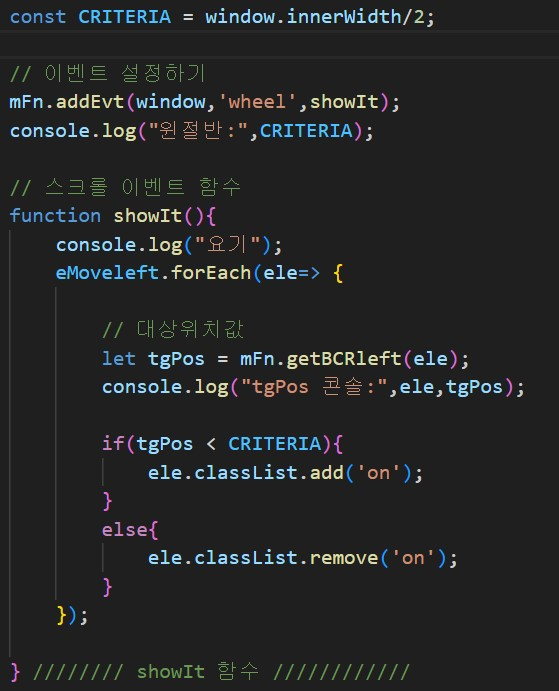 const CRITERIA = window.innerWidth/2;
// 이벤트 설정하기
mFn.addEvt(window,'wheel',showIt);
console.log("윈절반:",CRITERIA);
// 스크롤 이벤트 함수
function showIt(){
console.log("요기");
eMoveleft.forEach(ele=> {
// 대상위치값
let tgPos = mFn.getBCRleft(ele);
console.log("tgPos 콘솔:",ele,tgPos);
if(tgPos < CRITERIA){
ele.classList.add('on');
}
else{
ele.classList.remove('on');
}
});
} //////// showIt 함수 ////////////